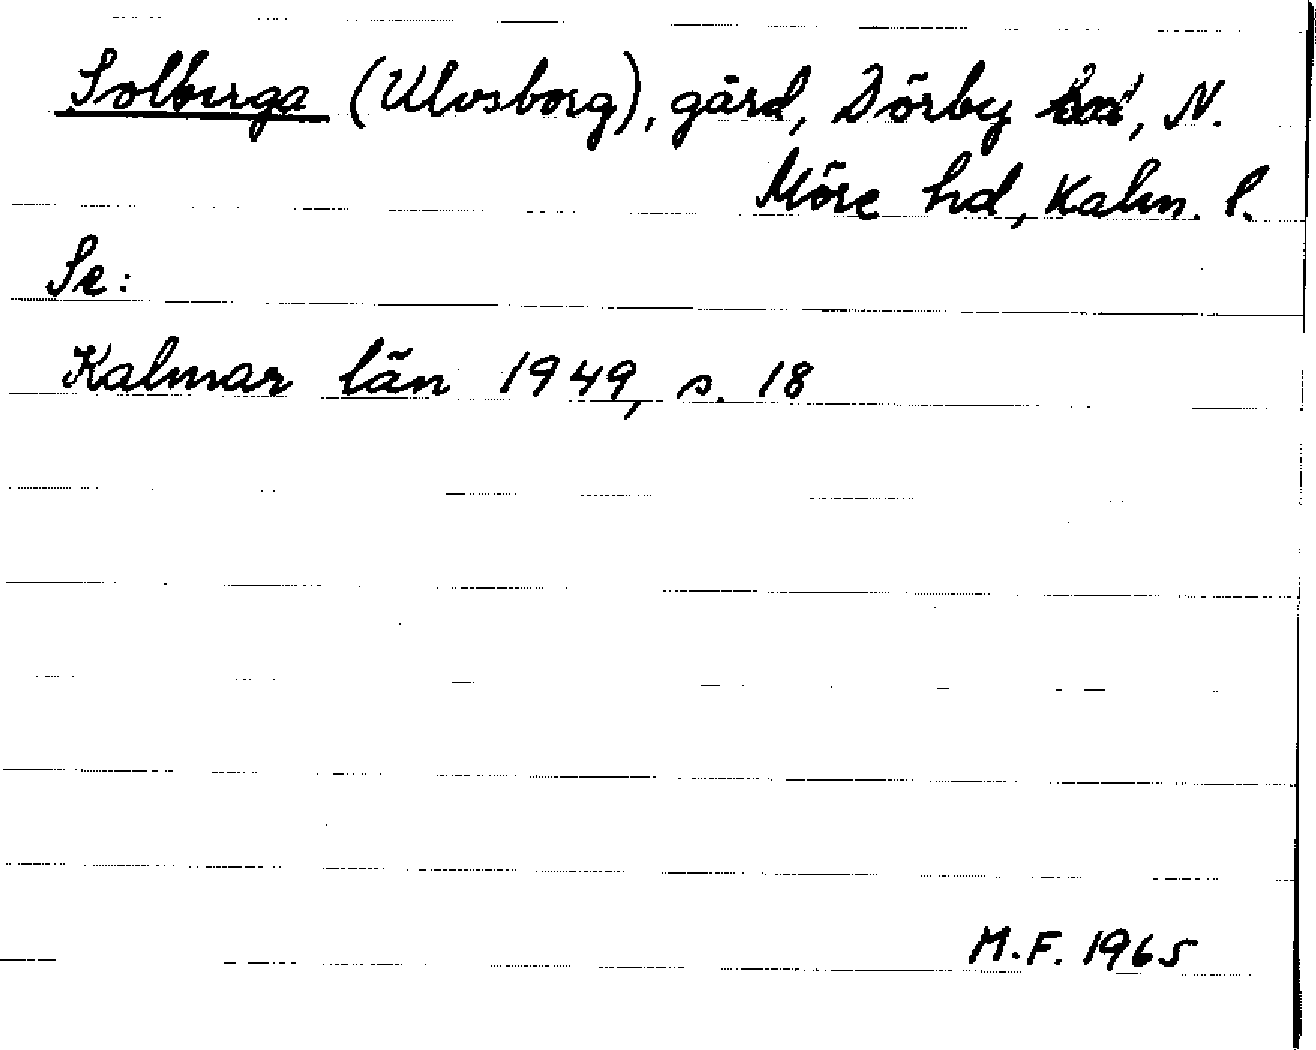 Solberga (Ulvsborg), gård, Dörby sn, N.
Möre hd, Kalm. l.
Se:
Kalmar län 1949, s. 18
M.F. 1965